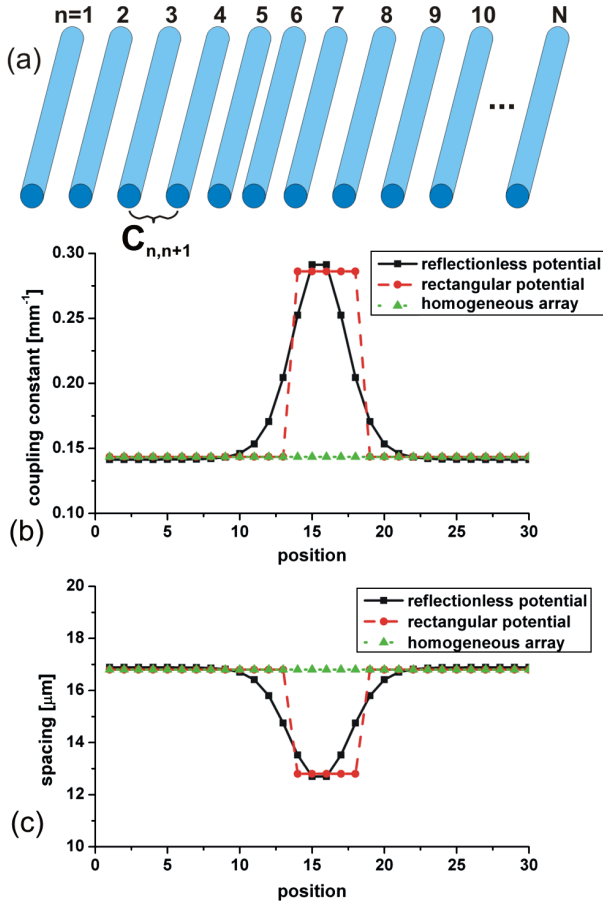 n=1 2 3 4 5 6 7 8 9 10 N
(a)
...
C n,n+1
0.30
0.25
0.20
0.15
0.10
coupling constant [mm-1]
reflectionless potential
rectangular potential
homogeneous array
0 5 10 15 20 25 30
position
(b)
20
18
16
14
12
10
spacing [μm]
reflectionless potential
rectangular potential
homogeneous array
0 5 10 15 20 25 30
position
(c)